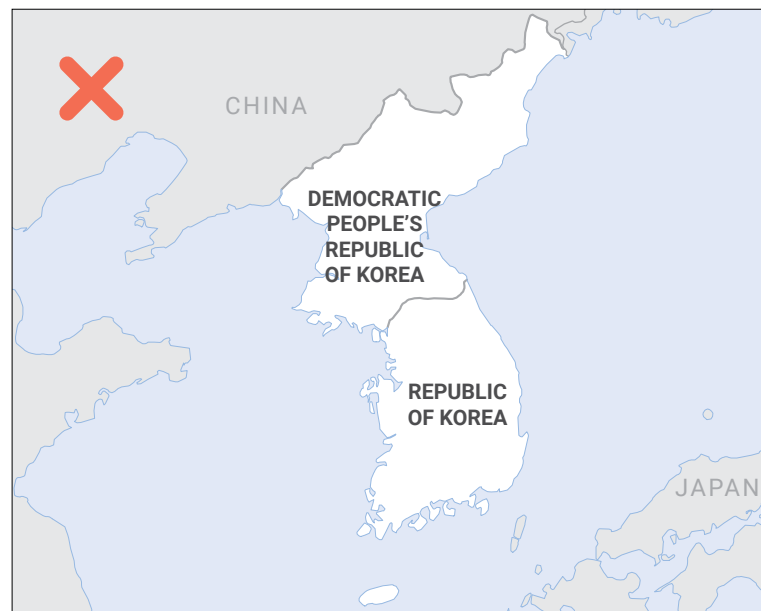 CHINA
DEMOCRATIC
PEOPLE’S
REPUBLIC
OF KOREA
REPUBLIC
OF KOREA
JAPAN